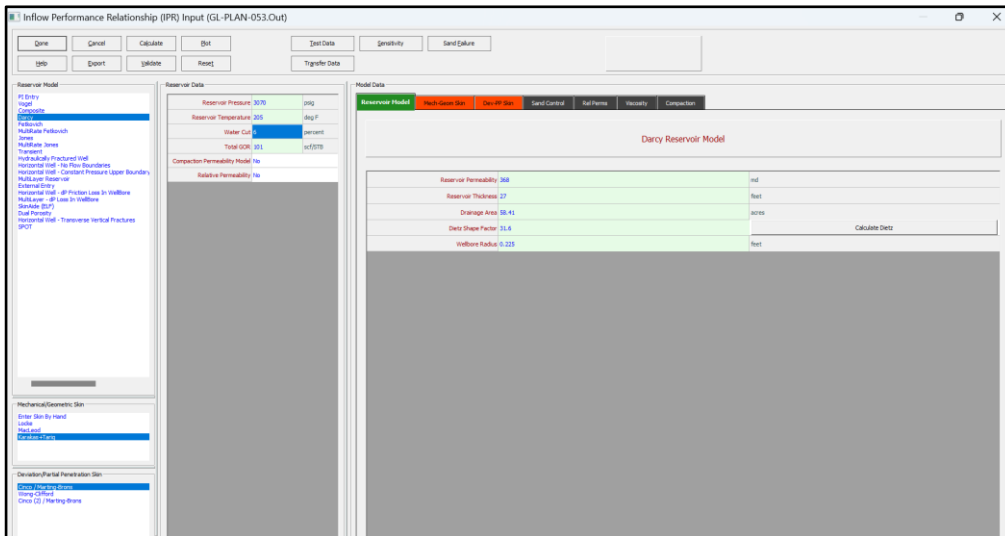 Inflow Performance Relationship (IPR) Input (GL-PLAN-053.Out)
Done Cancel Calculate Plot Test Data Sensitivity Sand Failure
Help Export Validate Reset Transfer Data
Reservoir Model
PI Entry
Vogel
Composite
Darcy
Fetkovich
MultiRate Fetkovich
Jones
MultiRate Jones
Transient
Hydraulically Fractured Well
Horizontal Well - No Flow Boundaries
Horizontal Well - Constant Pressure Upper Boundary
MultiLayer Reservoir
External Entry
Horizontal Well - dP Friction Loss In WellBore
MultiLayer - dP Loss In WellBore
SkinAide (ELF)
Dual Porosity
Horizontal Well - Transverse Vertical Fractures
SPOT
Mechanical/Geometric Skin
Enter Skin By Hand
Locke
MacLeod
Karakas+Tariq
Deviation/Partial Penetration Skin
Cinco / Marting-Brons
Wong-Clifford
Cinco (2) / Marting-Brons
Reservoir Data
Reservoir Pressure 3070 psig
Reservoir Temperature 205 deg F
Water Cut 6 percent
Total GOR 101 scf/STB
Compaction Permeability Model No
Relative Permeability No
Model Data
Reservoir Model Mech-Geom Skin Dev-PP Skin Sand Control Rel Perms Viscosity Compaction
Darcy Reservoir Model
Reservoir Permeability 368 md
Reservoir Thickness 27 feet
Drainage Area 58.41 acres
Dietz Shape Factor 31.6 Calculate Dietz
Wellbore Radius 0.225 feet